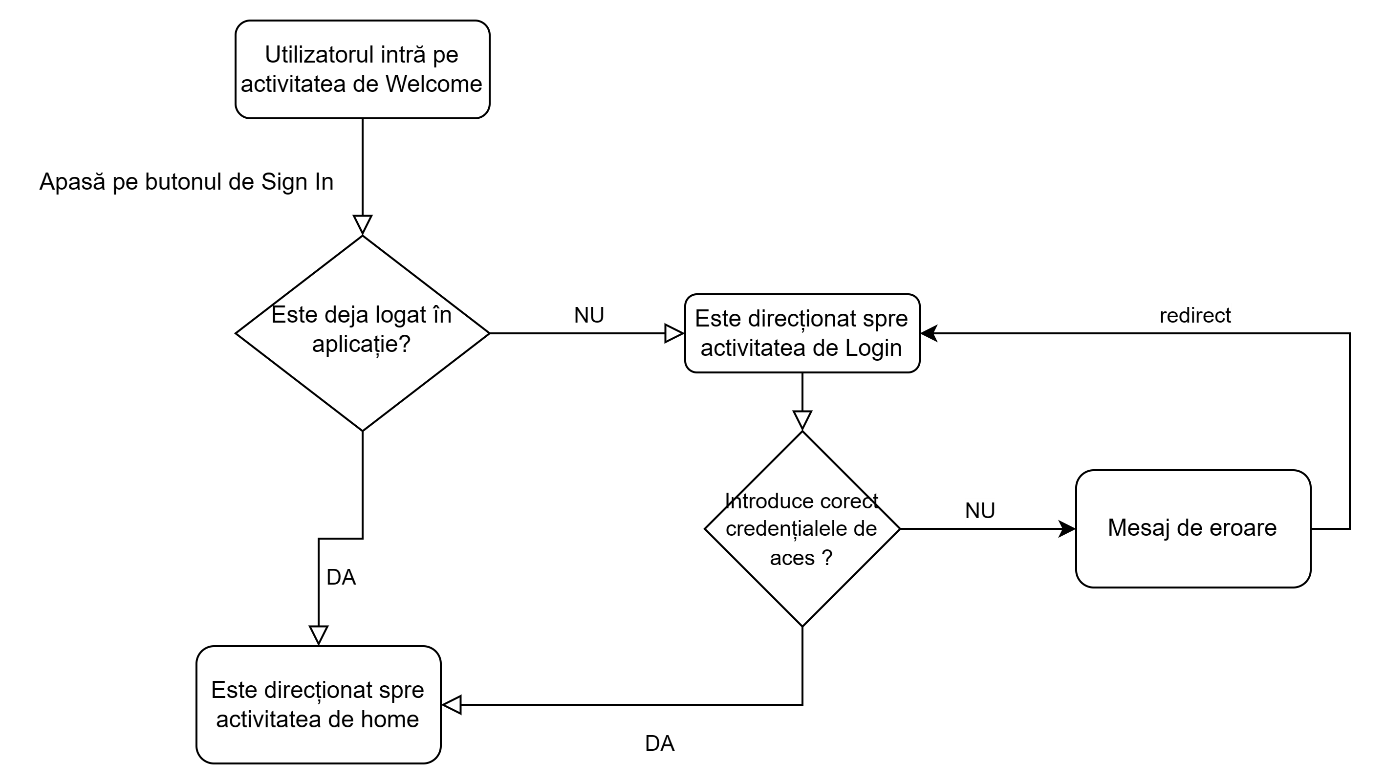 Utilizatorul intră pe
activitatea de Welcome
Apasă pe butonul de Sign In
Este deja logat în
aplicație?
NU
Este direcționat spre
activitatea de Login
redirect
Introduce corect
credențialele de
aces ?
NU
Mesaj de eroare
DA
Este direcționat spre
activitatea de home
DA